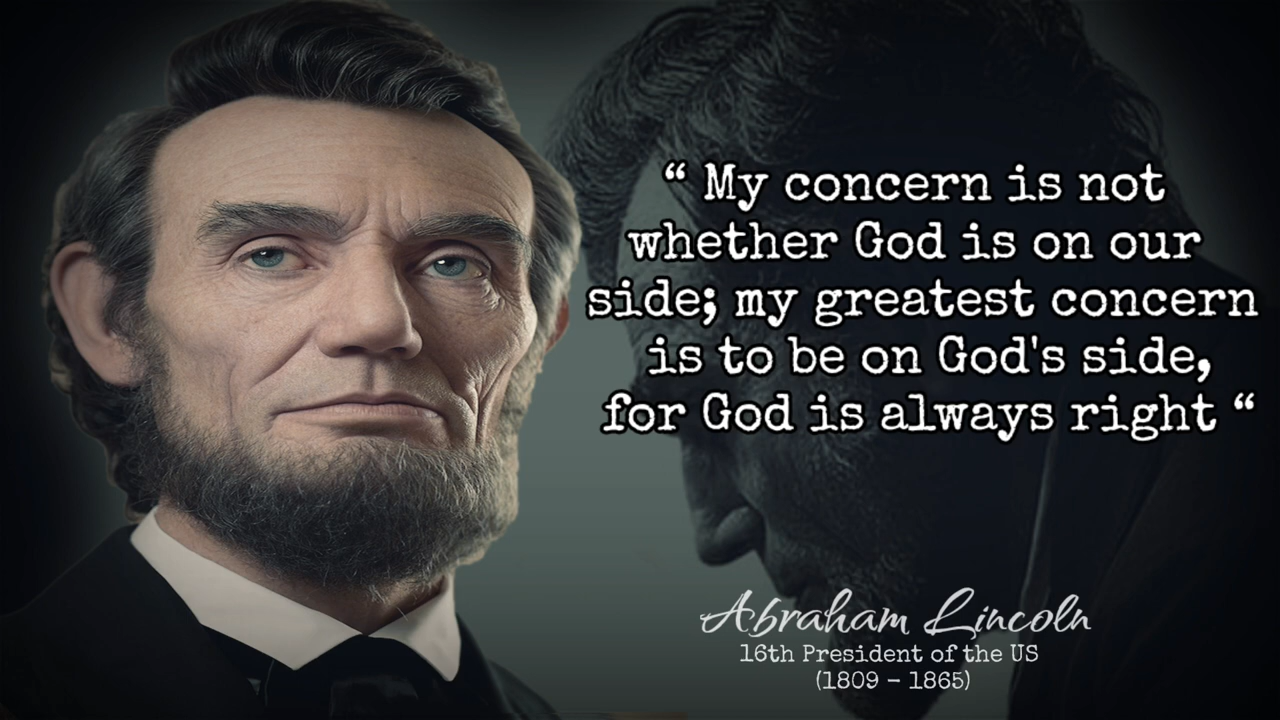 “ My concern is not
whether God is on our
side; my greatest concern
is to be on God's side,
for God is always right “
Abraham Lincoln
16th President of the US
(1809 – 1865)